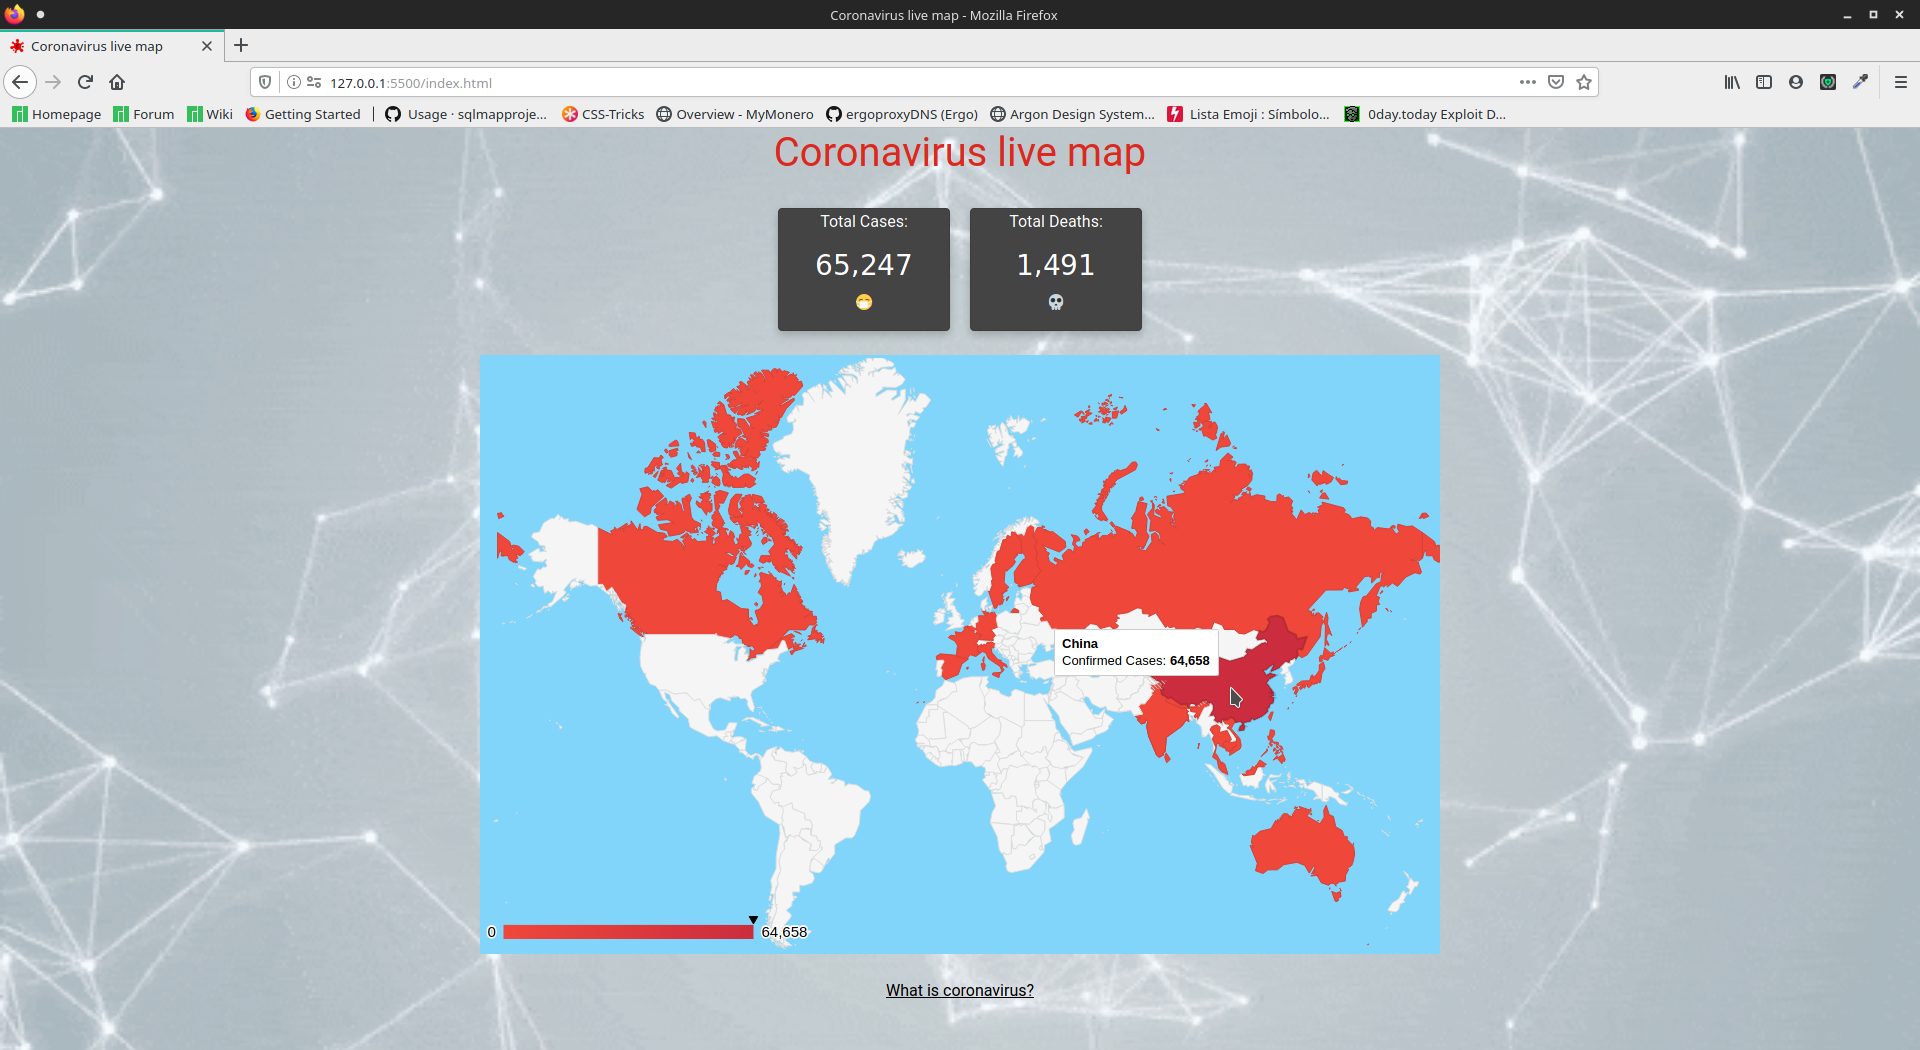 Coronavirus live map - Mozilla Firefox
Coronavirus live map
127.0.0.1:5500/index.html
Homepage Forum Wiki Getting Started Usage · sqlmapproje... CSS-Tricks Overview - MyMonero ergoproxyDNS (Ergo) Argon Design System... Lista Emoji : Símbolo... 0day.today Exploit D...
Coronavirus live map
Total Cases: Total Deaths:
65,247 1,491
China
Confirmed Cases: 64,658
0 64,658
What is coronavirus?